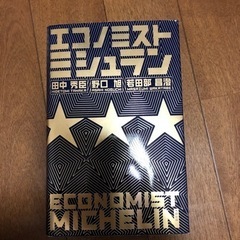 エコノミスト
ミシュラン
田中 秀臣 野口 旭 若田部 昌澄
ECONOMIST
MICHELIN